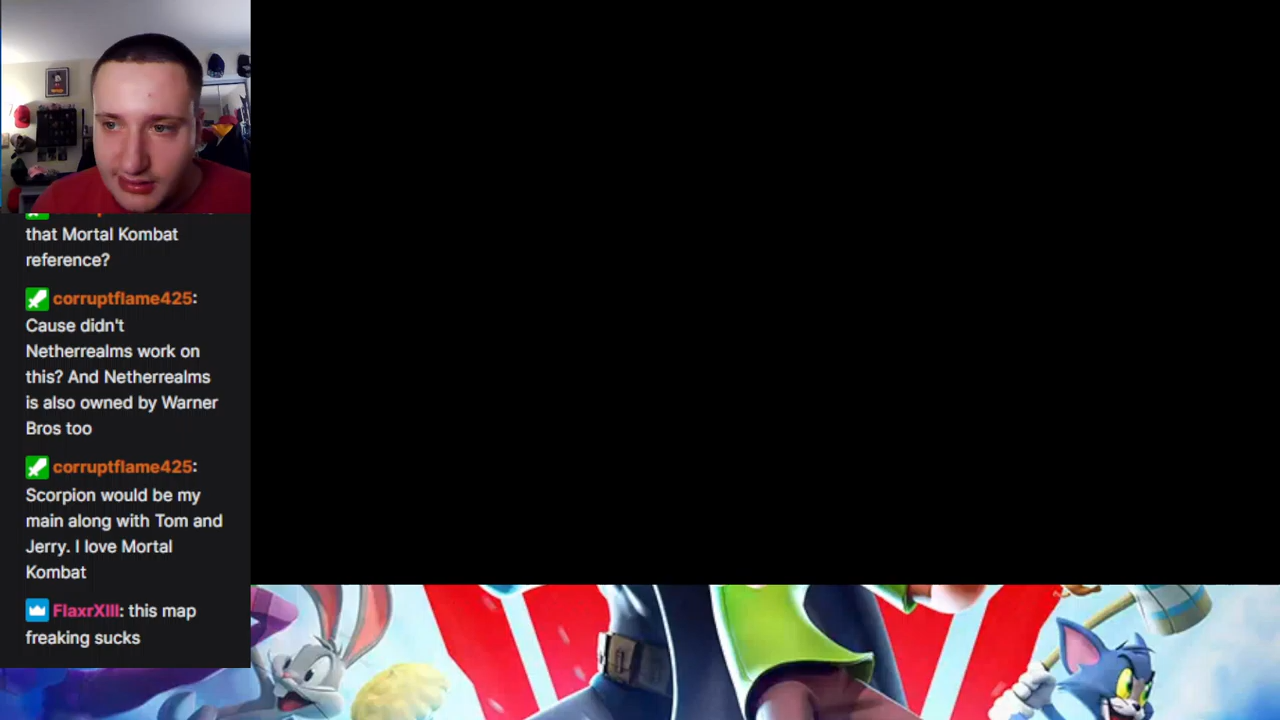 that Mortal Kombat
reference?
corruptflame425:
Cause didn't
Netherrealms work on
this? And Netherrealms
is also owned by Warner
Bros too
corruptflame425:
Scorpion would be my
main along with Tom and
Jerry. I love Mortal
Kombat
FlaxrXIII: this map
freaking sucks